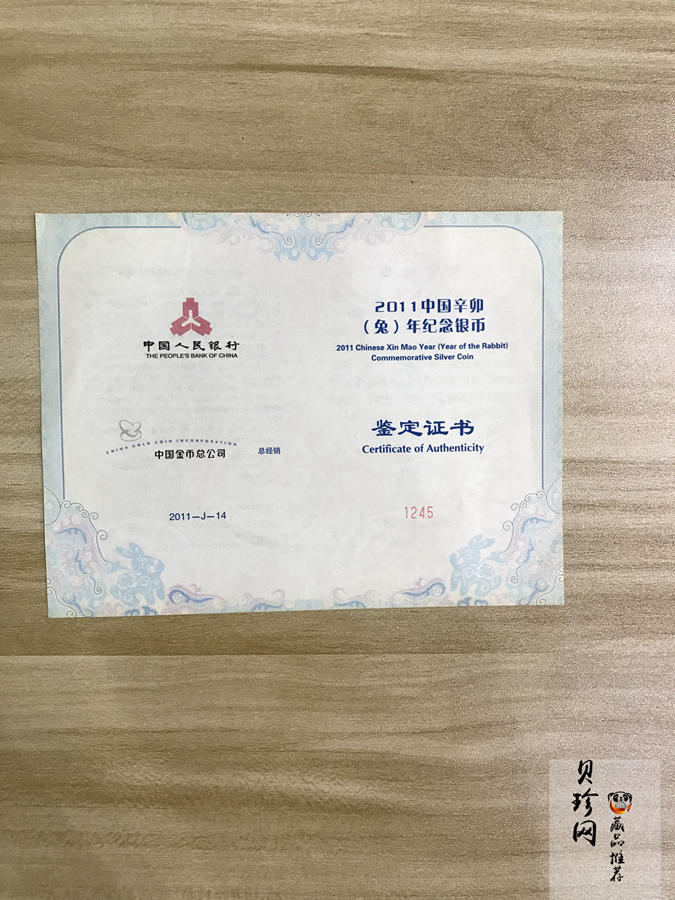 中国人民银行
THE PEOPLE'S BANK OF CHINA
CHINA GOLD COIN INCORPORATION
中国金币总公司
总经销
2011-J-14
2011中国辛卯
（兔）年纪念银币
2011 Chinese Xin Mao Year (Year of the Rabbit)
Commemorative Silver Coin
鉴定证书
Certificate of Authenticity
1245
贝珍网
藏品推荐